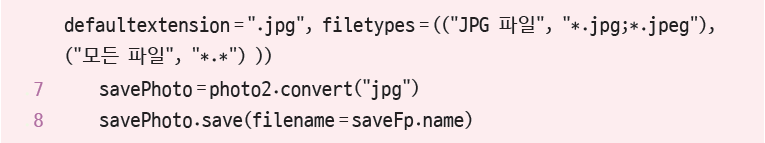 defaultextension=".jpg", filetypes=(("JPG 파일", "*.jpg;*.jpeg"),
("모든 파일", "*.*") ))
7 savePhoto=photo2.convert("jpg")
8 savePhoto.save(filename=saveFp.name)